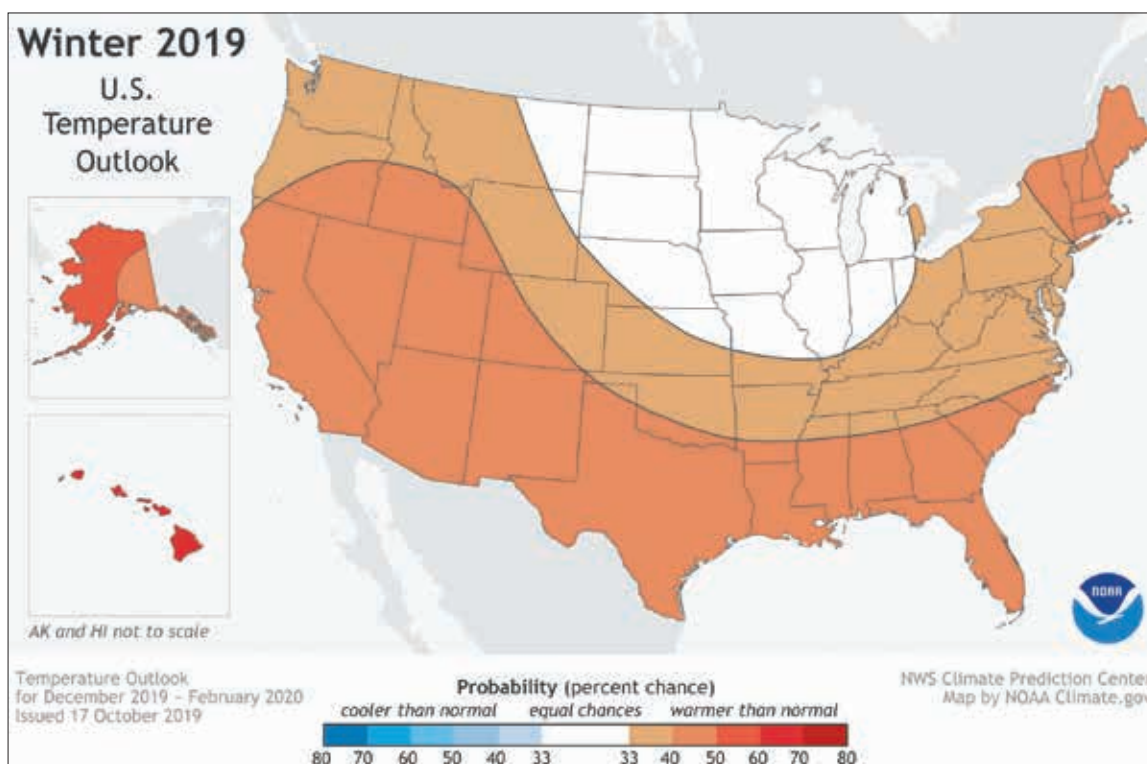 Winter 2019
U.S.
Temperature
Outlook
AK and HI not to scale
NOAA
Temperature Outlook
for December 2019 - February 2020
Issued 17 October 2019
NWS Climate Prediction Center
Map by NOAA Climate.gov
Probability (percent chance)
cooler than normal equal chances warmer than normal
80 70 60 50 40 33 33 40 50 60 70 80